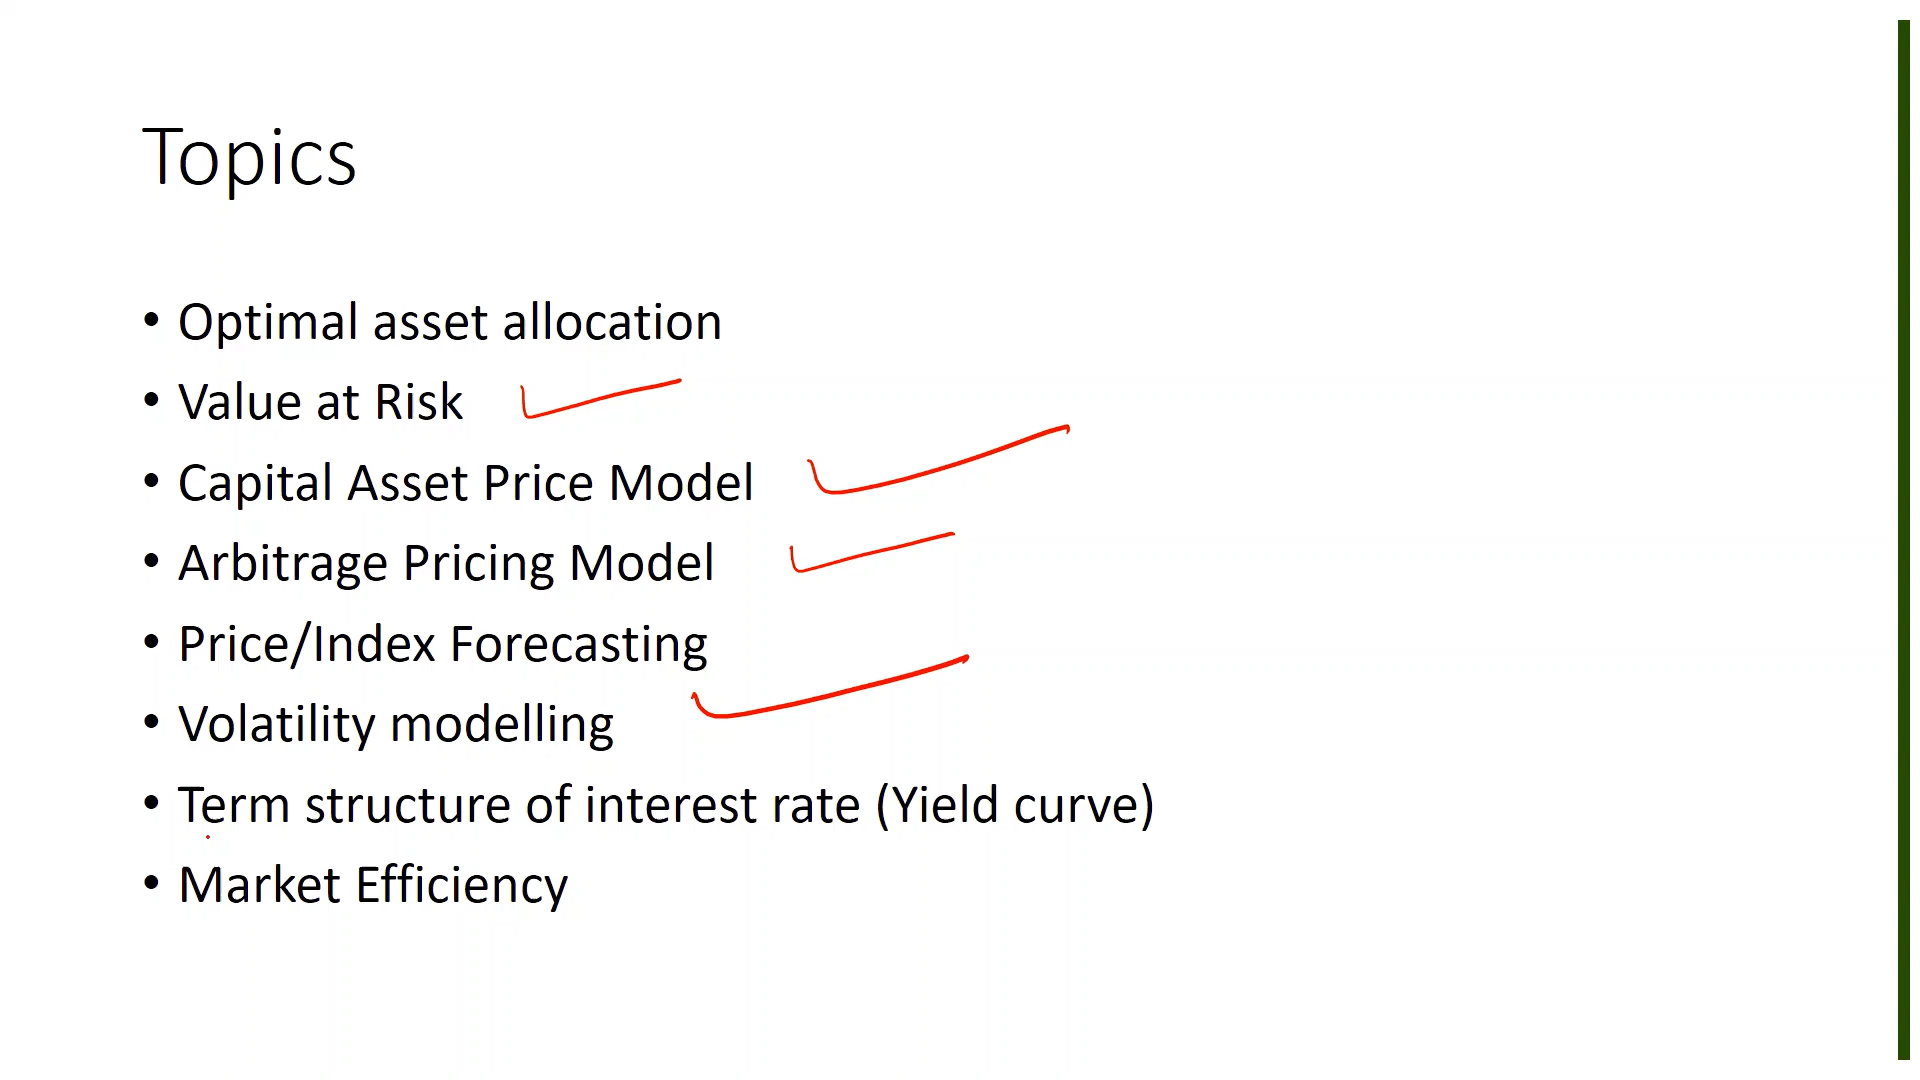 Topics
• Optimal asset allocation
• Value at Risk
• Capital Asset Price Model
• Arbitrage Pricing Model
• Price/Index Forecasting
• Volatility modelling
• Term structure of interest rate (Yield curve)
• Market Efficiency